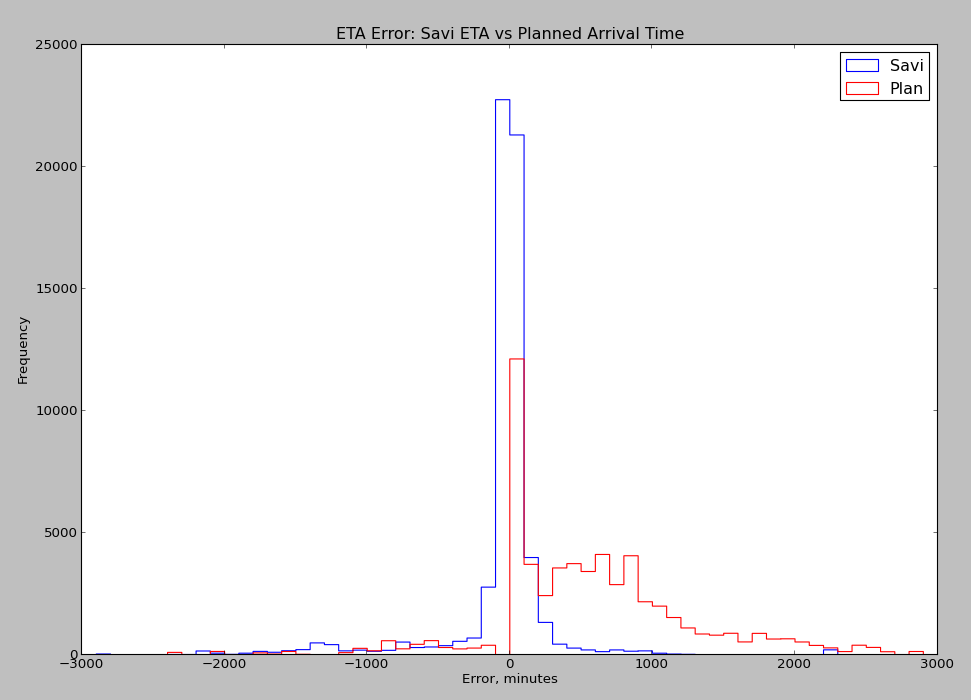 ETA Error: Savi ETA vs Planned Arrival Time
25000
20000
15000
10000
5000
0
Frequency
Savi
Plan
−3000 −2000 −1000 0 1000 2000 3000
Error, minutes